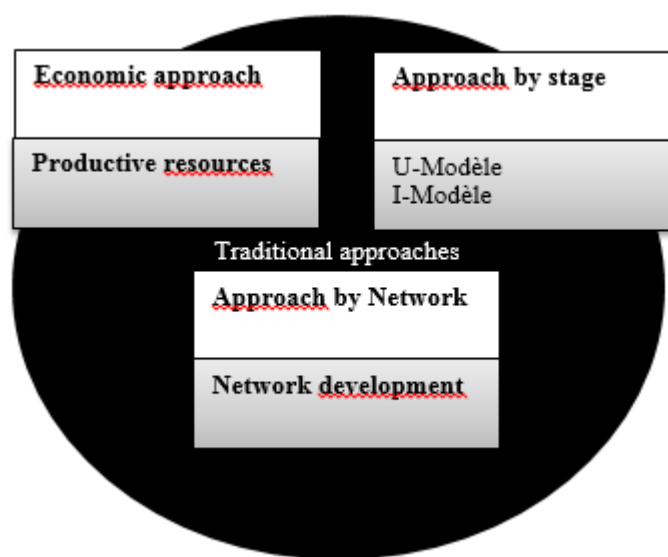 Economic approach
Productive resources
Approach by stage
U-Modèle
I-Modèle
Traditional approaches
Approach by Network
Network development